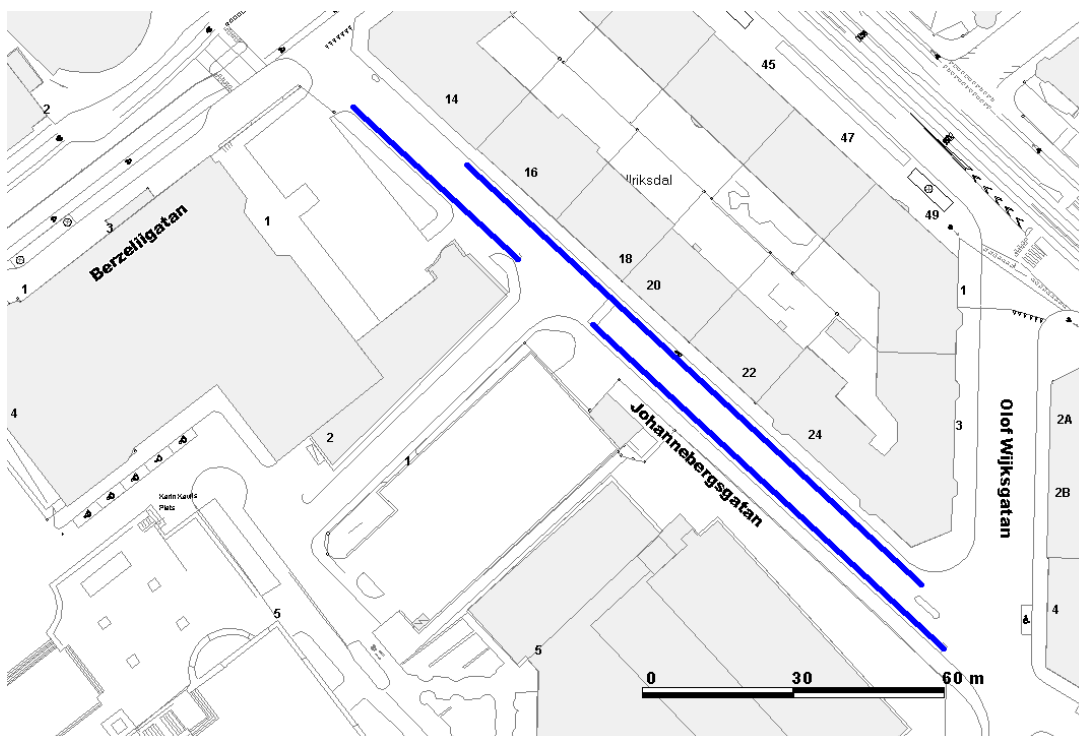 45
47
49
14
16
lriksdal
18
20
22
24
1
3
2
3
1
1
Berzeliigatan
4
2
1
Karin Kavlis
Plats
5
5
Johannebergsgatan
Olof Wijksgatan
2A
2B
4
0 30 60 m